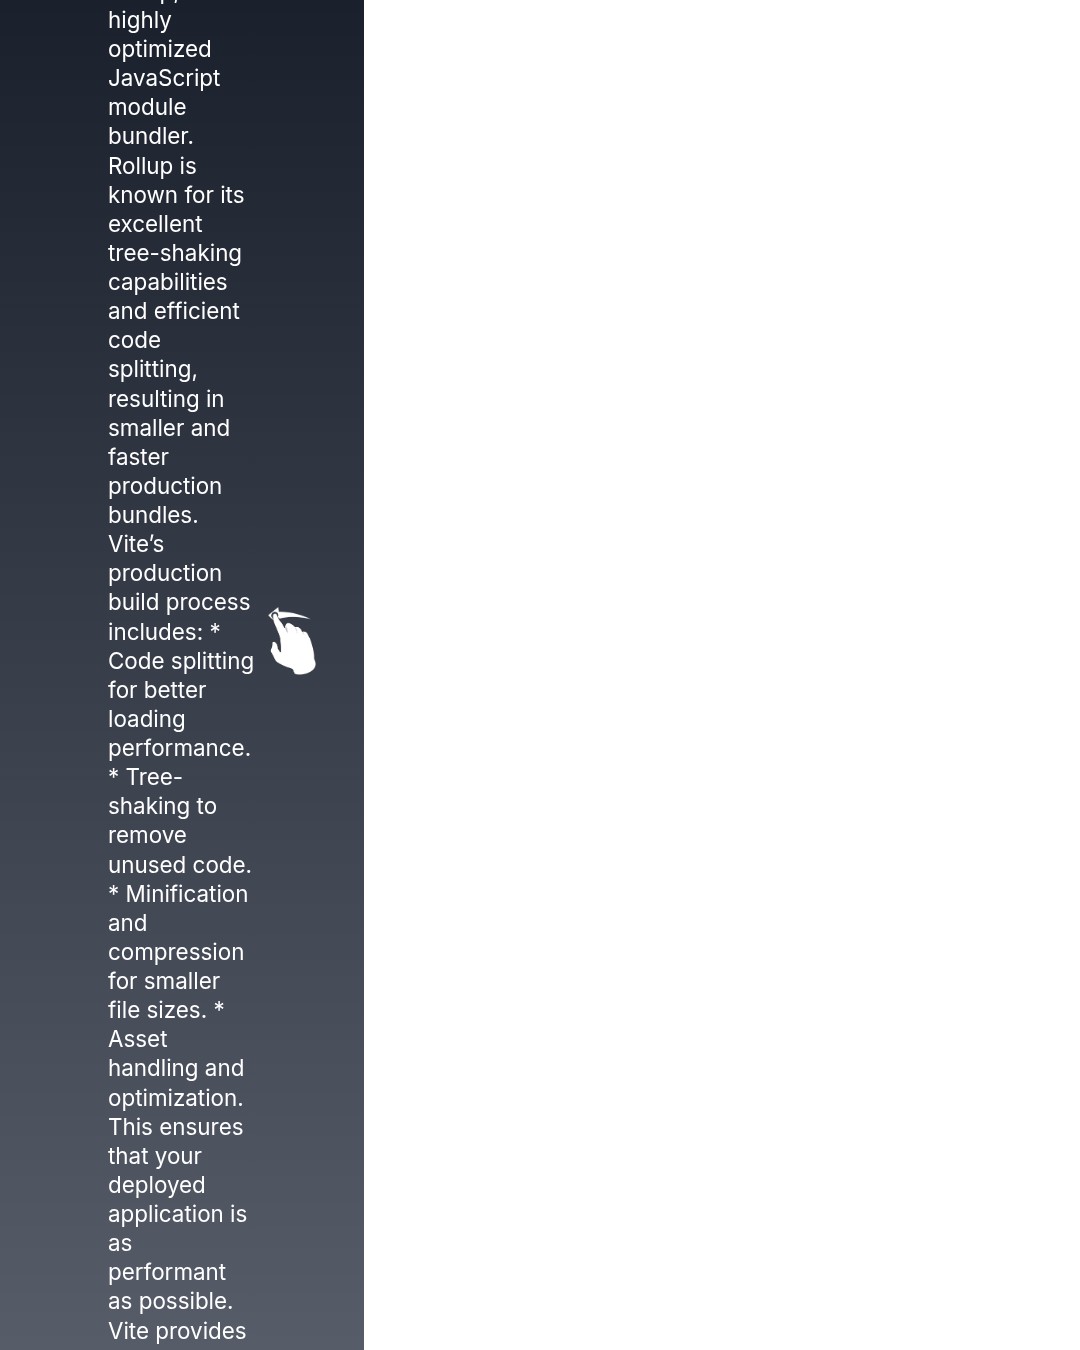 highly
optimized
JavaScript
module
bundler.
Rollup is
known for its
excellent
tree-shaking
capabilities
and efficient
code
splitting,
resulting in
smaller and
faster
production
bundles.
Vite’s
production
build process
includes: *
Code splitting
for better
loading
performance.
* Tree-
shaking to
remove
unused code.
* Minification
and
compression
for smaller
file sizes. *
Asset
handling and
optimization.
This ensures
that your
deployed
application is
as
performant
as possible.
Vite provides